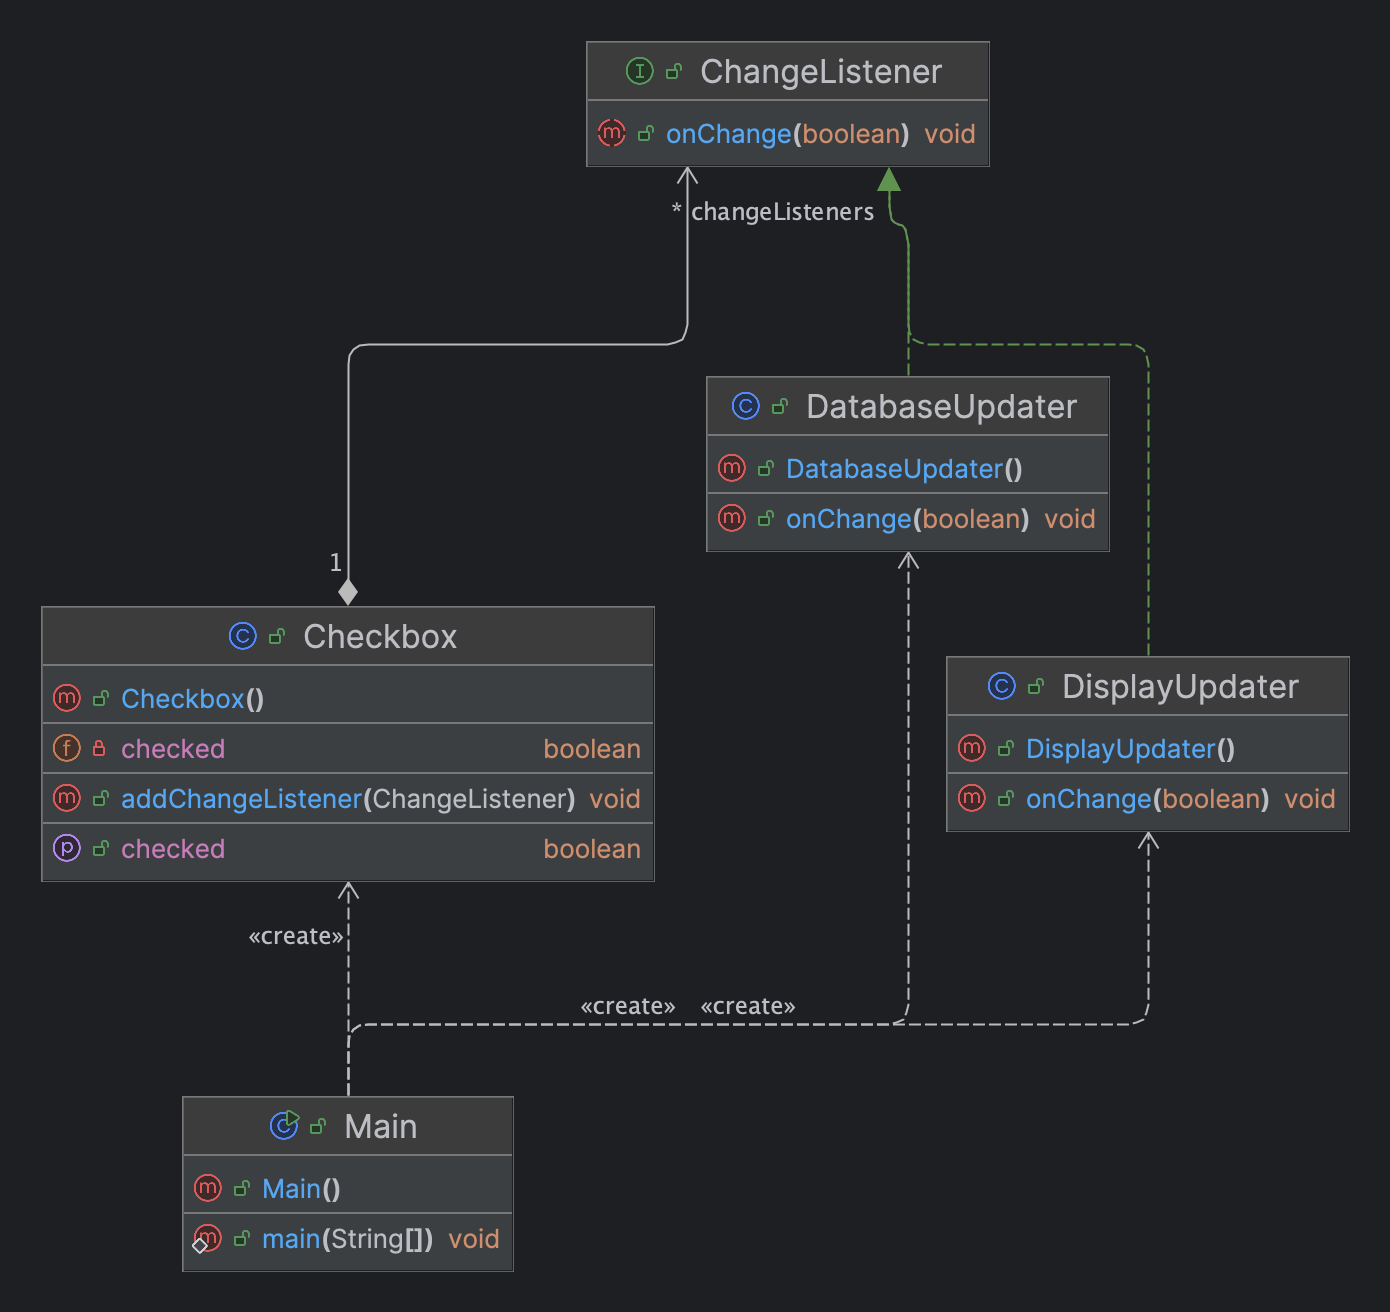 ChangeListener
onChange(boolean) void
* changeListeners
DatabaseUpdater
DatabaseUpdater()
onChange(boolean) void
1
Checkbox
Checkbox()
checked boolean
addChangeListener(ChangeListener) void
checked boolean
DisplayUpdater
DisplayUpdater()
onChange(boolean) void
«create»
«create» «create»
Main
Main()
main(String[]) void